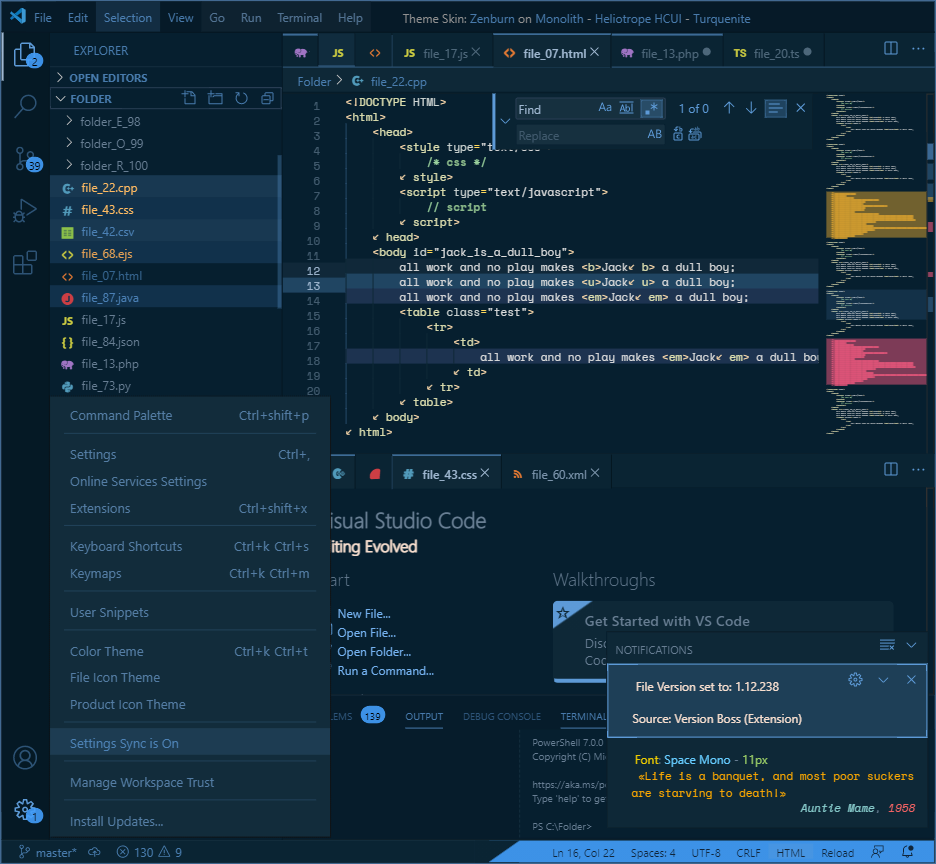 File Edit Selection View Go Run Terminal Help Theme Skin: Zenburn on Monolith - Heliotrope HCUI - Turquenite
EXPLORER
2
39
OPEN EDITORS
FOLDER
folder_E_98
folder_O_99
folder_R_100
file_22.cpp
file_43.css
file_42.csv
file_68.ejs
file_07.html
file_87.java
JS file_17.js
file_84.json
file_13.php
file_73.py
JS JS file_17.js file_07.html file_13.php TS file_20.ts
Folder file_22.cpp
1 <!DOCTYPE HTML>
2 <html>
3 <head>
4 <style type="text/css"
5 /* css */
6 ↙ style>
7 <script type="text/javascript">
8 // script
9 ↙ script>
10 ↙ head>
11 <body id="jack_is_a_dull_boy">
12 all work and no play makes <b>Jack↙ b> a dull boy;
13 all work and no play makes <u>Jack↙ u> a dull boy;
14 all work and no play makes <em>Jack↙ em> a dull boy;
15 <table class="test">
16 <tr>
17 <td>
18 all work and no play makes <em>Jack↙ em> a dull bo
19 ↙ td>
20 ↙ tr>
↙ table>
↙ body>
↙ html>
Find Aa Abl .* 1 of 0
Replace AB
Command Palette Ctrl+shift+p
Settings Ctrl+,
Online Services Settings
Extensions Ctrl+shift+x
Keyboard Shortcuts Ctrl+k Ctrl+s
Keymaps Ctrl+k Ctrl+m
User Snippets
Color Theme Ctrl+k Ctrl+t
File Icon Theme
Product Icon Theme
Settings Sync is On
Manage Workspace Trust
Install Updates...
1
file_43.css file_60.xml
isual Studio Code
iting Evolved
art
New File...
Open File...
Open Folder...
Run a Command...
Walkthroughs
Get Started with VS Code
Disc
Coo
LEMS 139 OUTPUT DEBUG CONSOLE TERMINAL
PowerShell 7.0.0
Copyright (C) Mi
https://aka.ms/p
Type 'help' to ge
PS C:\Folder>
NOTIFICATIONS
File Version set to: 1.12.238
Source: Version Boss (Extension)
Font: Space Mono - 11px
«Life is a banquet, and most poor suckers
are starving to death!»
Auntie Mame, 1958
master* 130 9 Ln 16, Col 22 Spaces: 4 UTF-8 CRLF HTML Reload